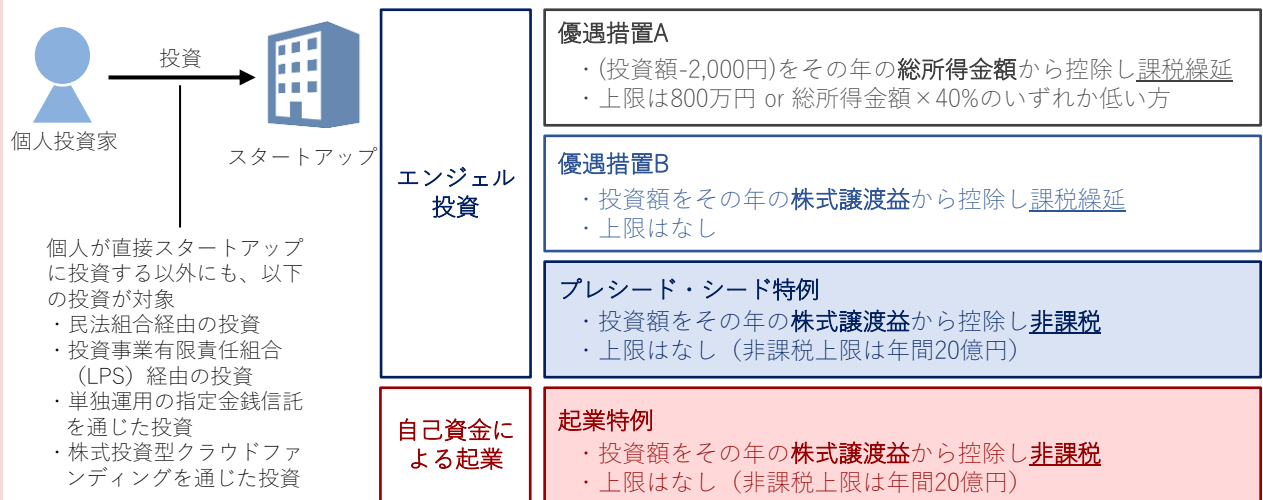 投資
個人投資家
スタートアップ
個人が直接スタートアップ
に投資する以外にも、以下
の投資が対象
・民法組合経由の投資
・投資事業有限責任組合
（LPS）経由の投資
・単独運用の指定金銭信託
を通じた投資
・株式投資型クラウドファ
ンディングを通じた投資
エンジェル
投資
優遇措置A
・(投資額-2,000円)をその年の総所得金額から控除し課税繰延
・上限は800万円 or 総所得金額×40%のいずれか低い方
優遇措置B
・投資額をその年の株式譲渡益から控除し課税繰延
・上限はなし
プレシード・シード特例
・投資額をその年の株式譲渡益から控除し非課税
・上限はなし（非課税上限は年間20億円）
自己資金に
よる起業
起業特例
・投資額をその年の株式譲渡益から控除し非課税
・上限はなし（非課税上限は年間20億円）